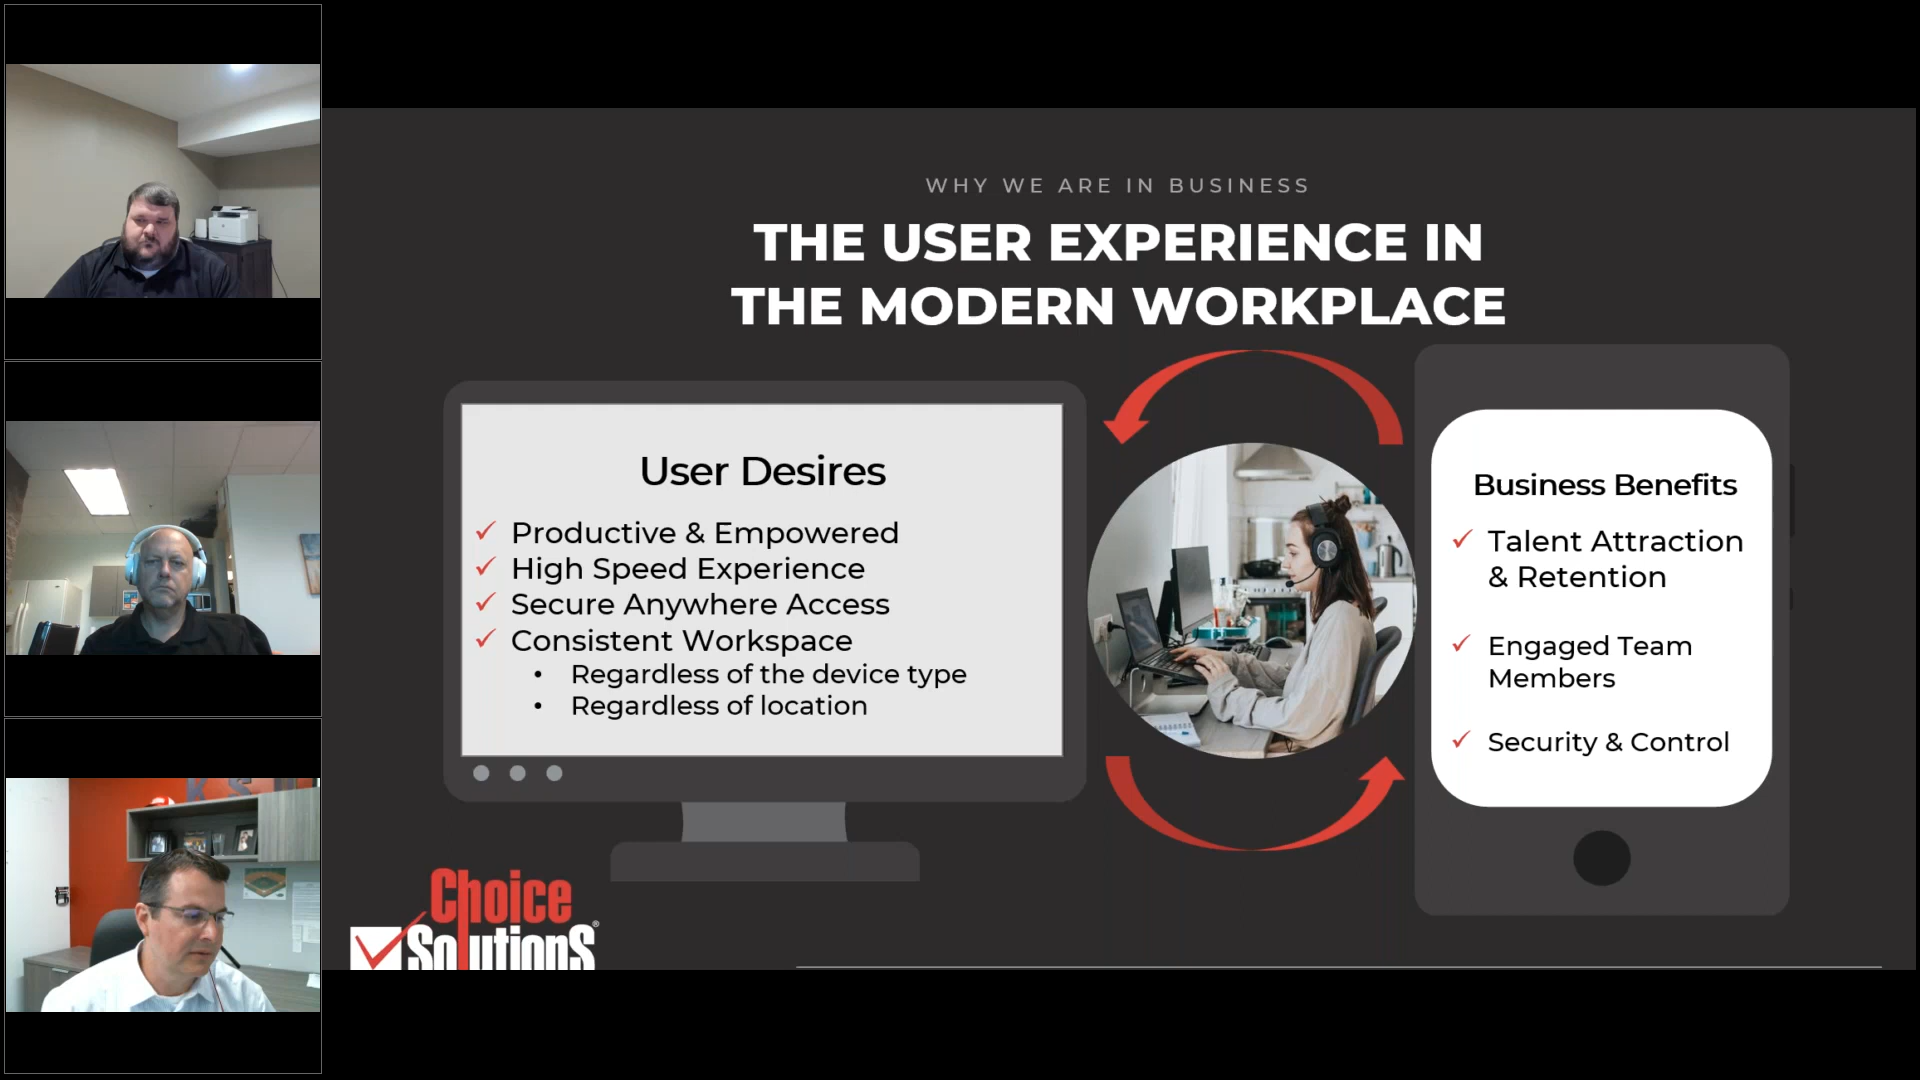 WHY WE ARE IN BUSINESS
THE USER EXPERIENCE IN
THE MODERN WORKPLACE
User Desires
✓ Productive & Empowered
✓ High Speed Experience
✓ Secure Anywhere Access
✓ Consistent Workspace
• Regardless of the device type
• Regardless of location
Business Benefits
✓ Talent Attraction
& Retention
✓ Engaged Team
Members
✓ Security & Control
Choice
Solutions®